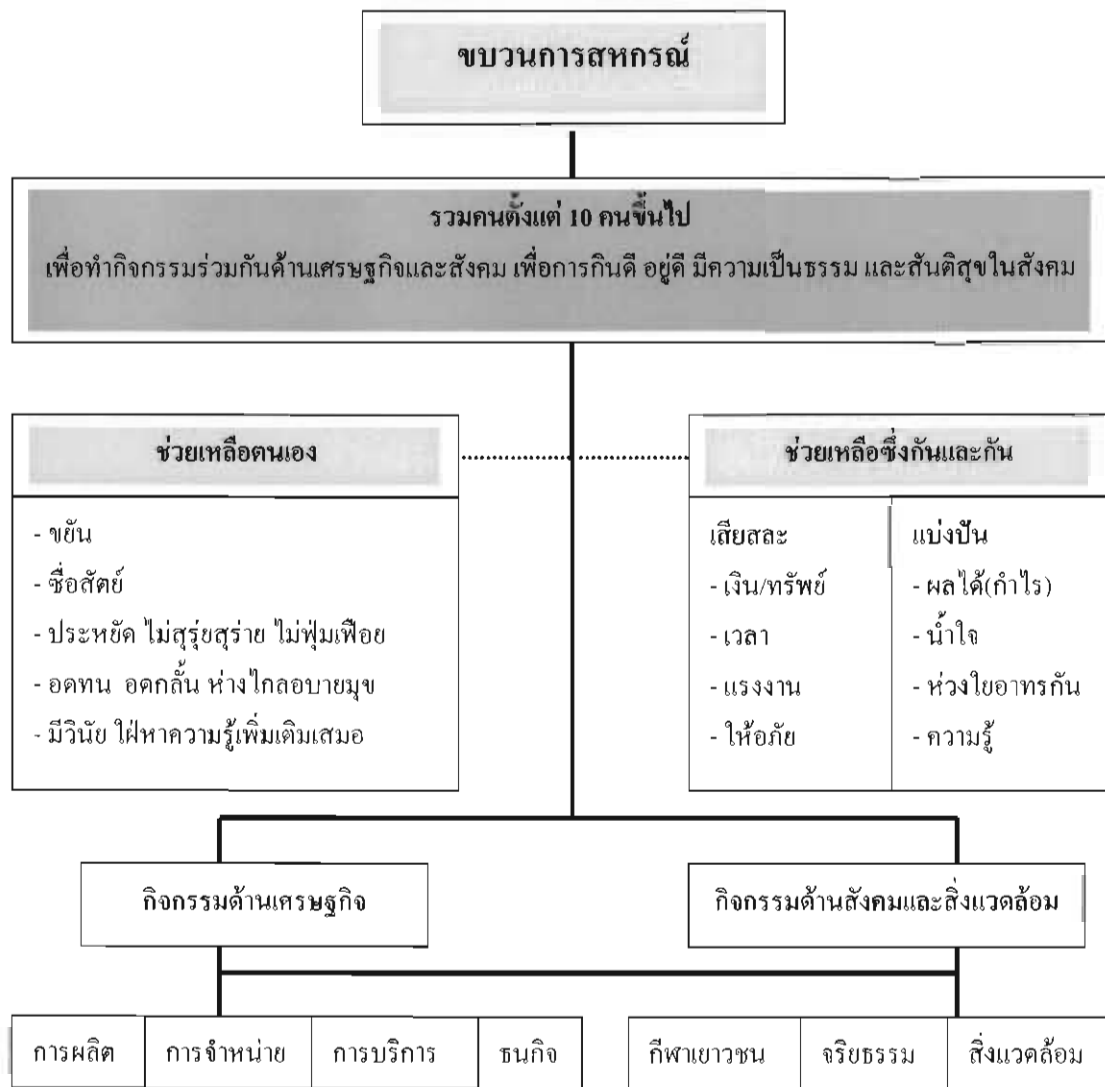 ขบวนการสหกรณ์
รวมคนตั้งแต่ 10 คนขึ้นไป
เพื่อทำกิจกรรมร่วมกันด้านเศรษฐกิจและสังคม เพื่อการกินดี อยู่ดี มีความเป็นธรรม และสันติสุขในสังคม
ช่วยเหลือตนเอง
- ขยัน
- ซื่อสัตย์
- ประหยัด ไม่สุรุ่ยสุร่าย ไม่ฟุ่มเฟือย
- อดทน อดกลั้น ห่างไกลอบายมุข
- มีวินัย ใฝ่หาความรู้เพิ่มเติมเสมอ
ช่วยเหลือซึ่งกันและกัน
เสียสละ
- เงิน/ทรัพย์
- เวลา
- แรงงาน
- ให้อภัย
แบ่งปัน
- ผลได้(กำไร)
- น้ำใจ
- ห่วงใยอาทรกัน
- ความรู้
กิจกรรมด้านเศรษฐกิจ
กิจกรรมด้านสังคมและสิ่งแวดล้อม
การผลิต
การจำหน่าย
การบริการ
ธนกิจ
กีฬาเยาวชน
จริยธรรม
สิ่งแวดล้อม